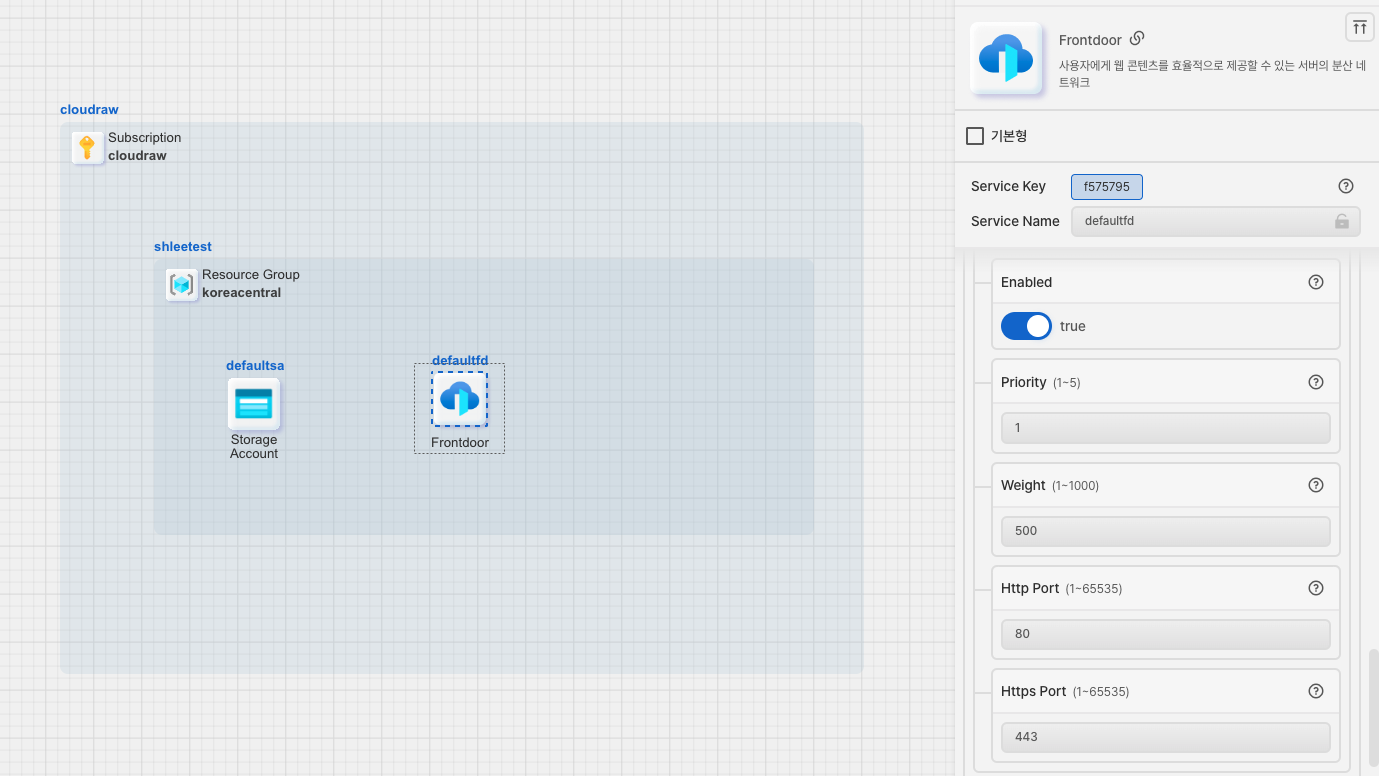 cloudraw
Subscription
cloudraw
shleetest
Resource Group
koreacentral
defaultsa
Storage
Account
defaultfd
Frontdoor
Frontdoor
사용자에게 웹 콘텐츠를 효율적으로 제공할 수 있는 서버의 분산 네
트워크
기본형
Service Key f575795
Service Name defaultfd
Enabled
true
Priority (1~5)
1
Weight (1~1000)
500
Http Port (1~65535)
80
Https Port (1~65535)
443